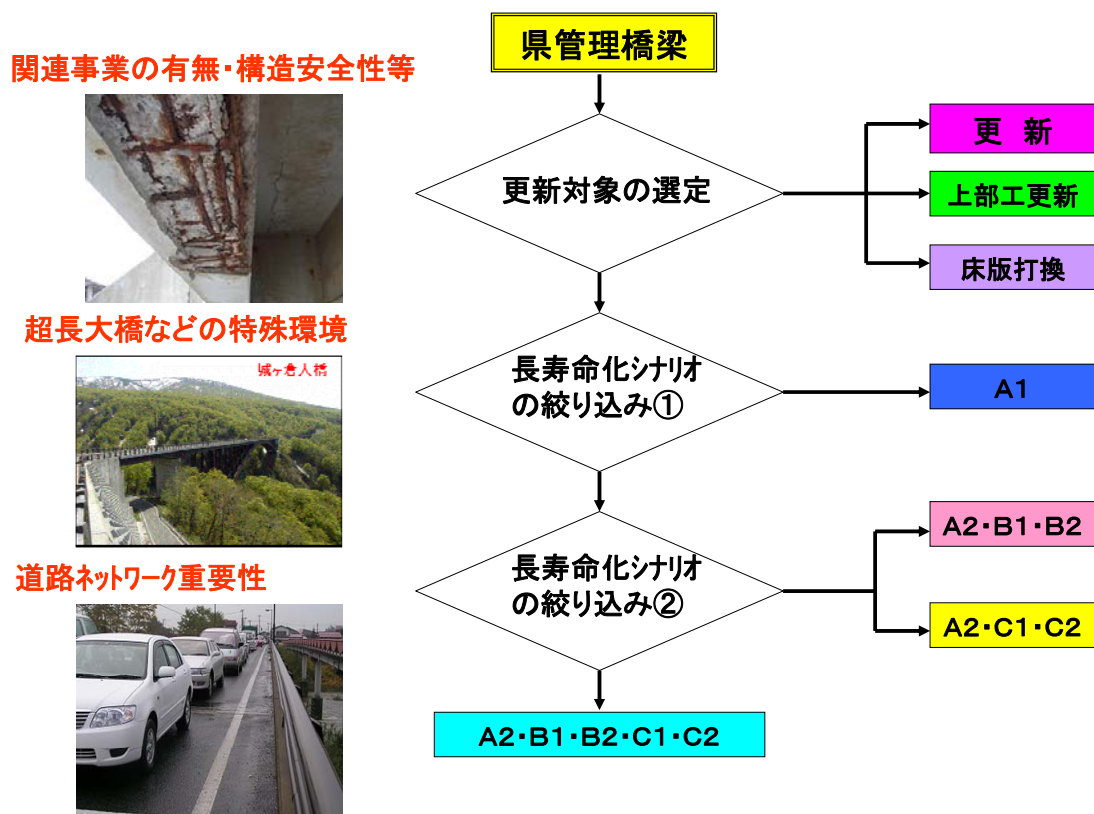 県管理橋梁
関連事業の有無・構造安全性等
更新対象の選定
更　新
上部工更新
床版打換
超長大橋などの特殊環境
城ヶ倉大橋
長寿命化シナリオ
の絞り込み①
A1
道路ネットワーク重要性
長寿命化シナリオ
の絞り込み②
A2・B1・B2
A2・C1・C2
A2・B1・B2・C1・C2